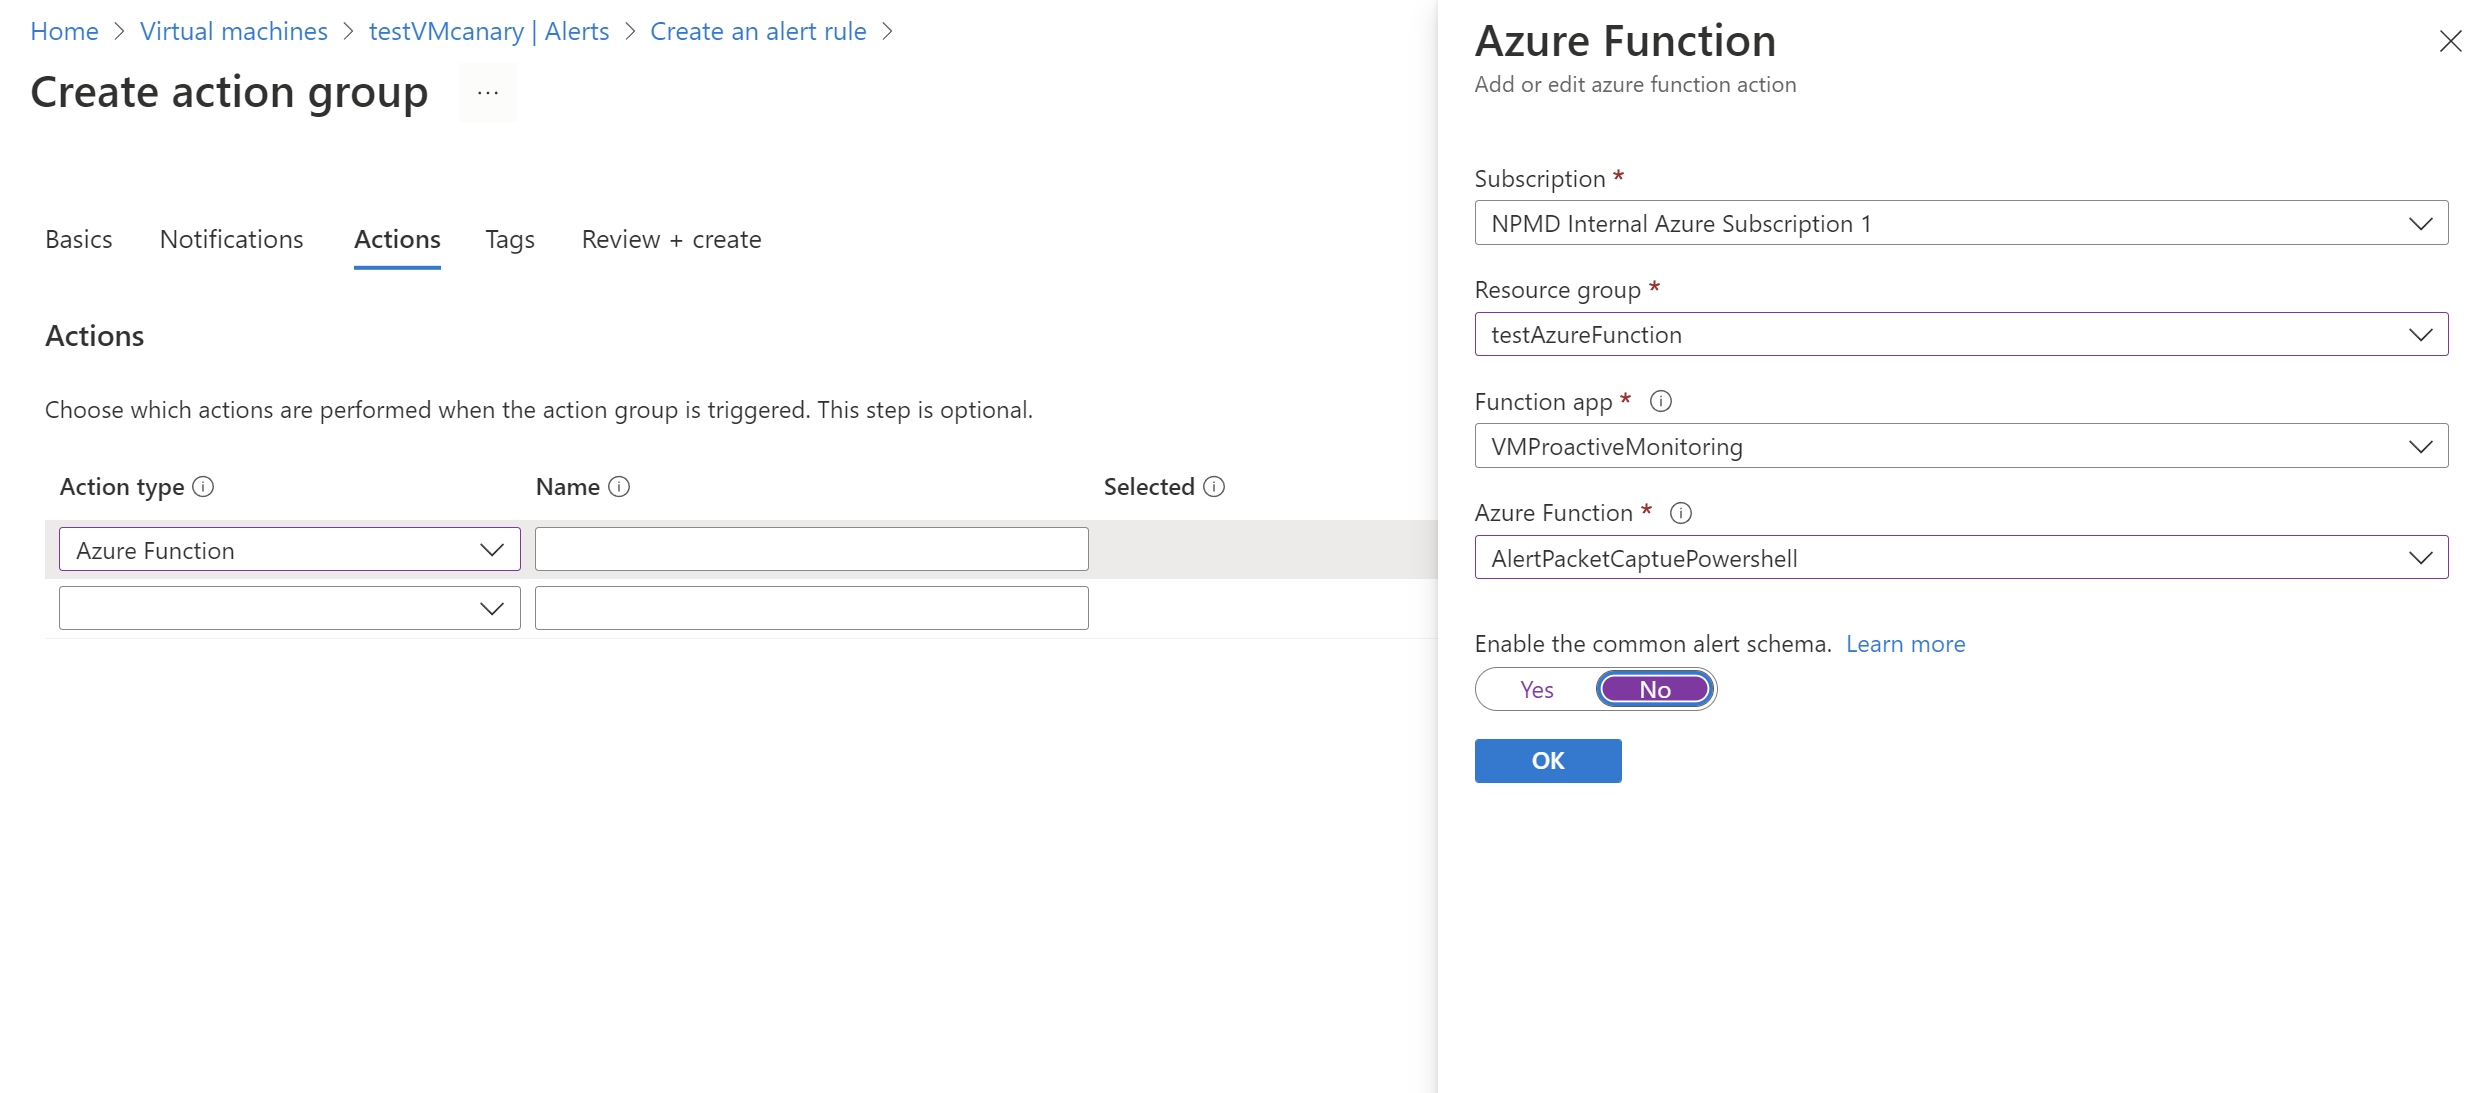 Home > Virtual machines > testVMcanary | Alerts > Create an alert rule >
Create action group ...
Basics Notifications Actions Tags Review + create
Actions
Choose which actions are performed when the action group is triggered. This step is optional.
Action type Name Selected
Azure Function
Azure Function
Add or edit azure function action
Subscription *
NPMD Internal Azure Subscription 1
Resource group *
testAzureFunction
Function app *
VMProactiveMonitoring
Azure Function *
AlertPacketCaptuePowershell
Enable the common alert schema. Learn more
Yes No
OK